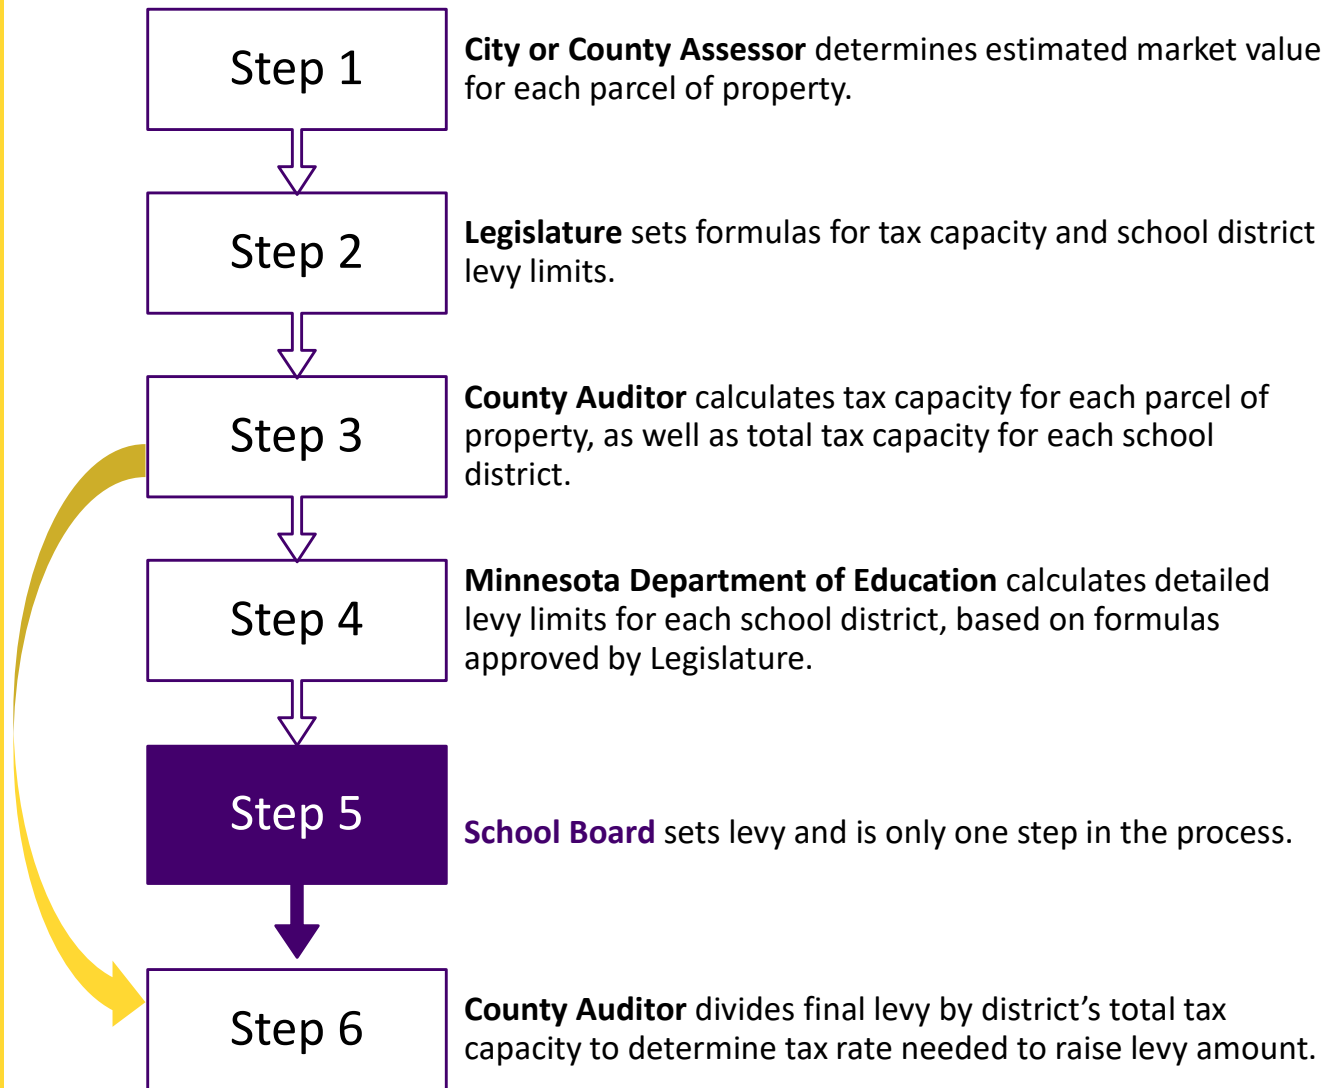 Step 1
City or County Assessor determines estimated market value
for each parcel of property.
Step 2
Legislature sets formulas for tax capacity and school district
levy limits.
Step 3
County Auditor calculates tax capacity for each parcel of
property, as well as total tax capacity for each school
district.
Step 4
Minnesota Department of Education calculates detailed
levy limits for each school district, based on formulas
approved by Legislature.
Step 5
School Board sets levy and is only one step in the process.
Step 6
County Auditor divides final levy by district’s total tax
capacity to determine tax rate needed to raise levy amount.